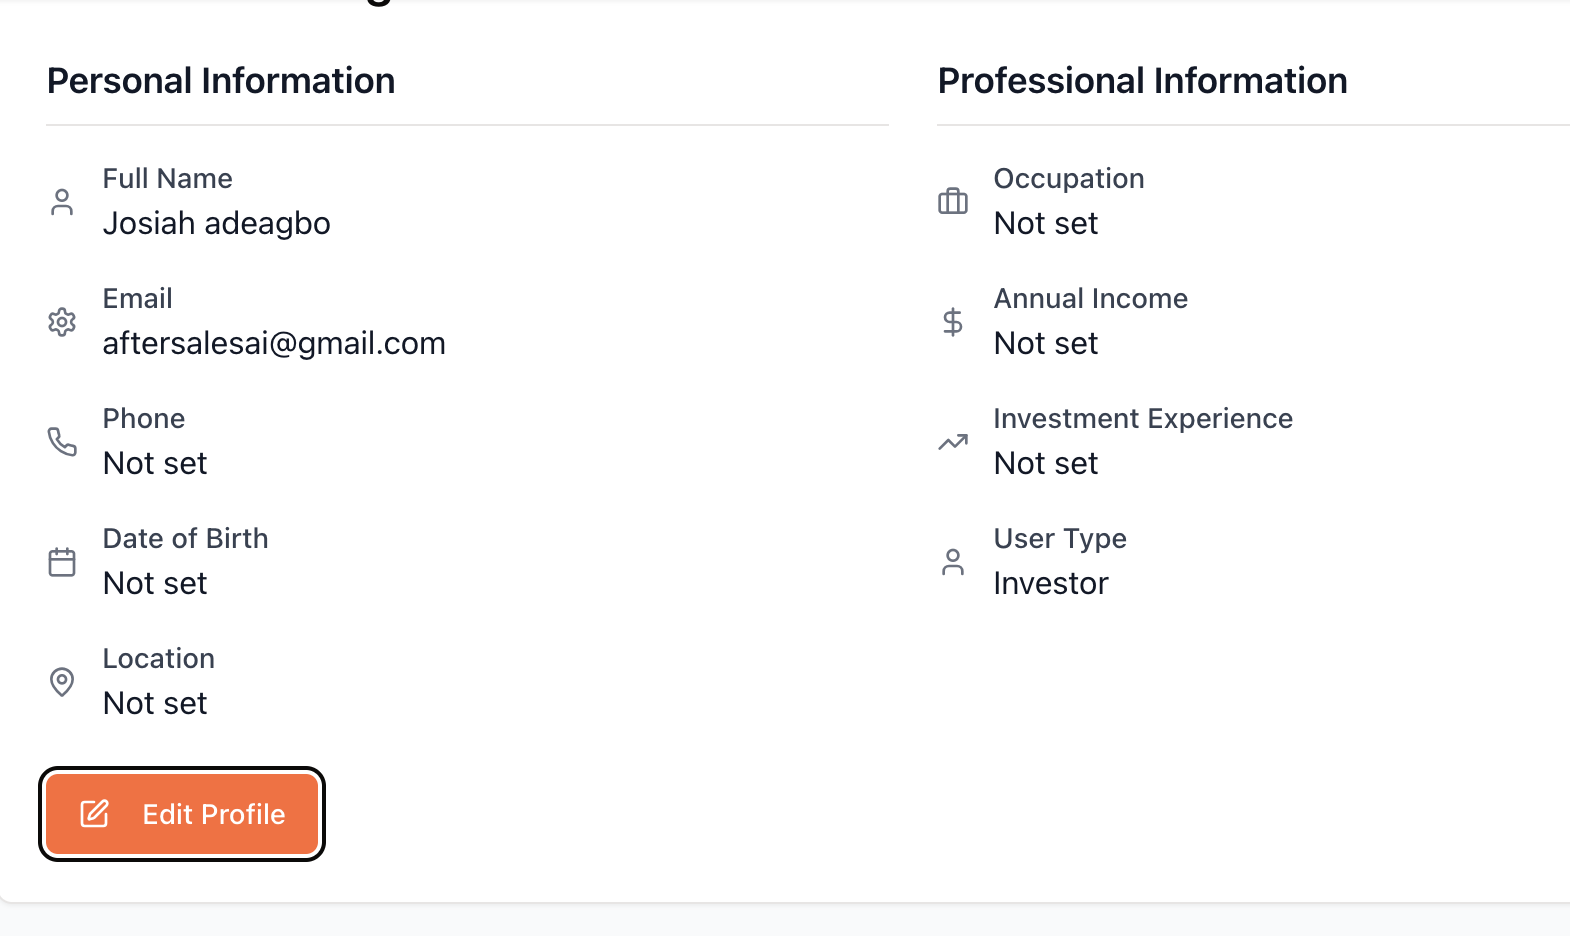 Personal Information
Full Name
Josiah adeagbo
Email
aftersalesai@gmail.com
Phone
Not set
Date of Birth
Not set
Location
Not set
Edit Profile
Professional Information
Occupation
Not set
Annual Income
Not set
Investment Experience
Not set
User Type
Investor